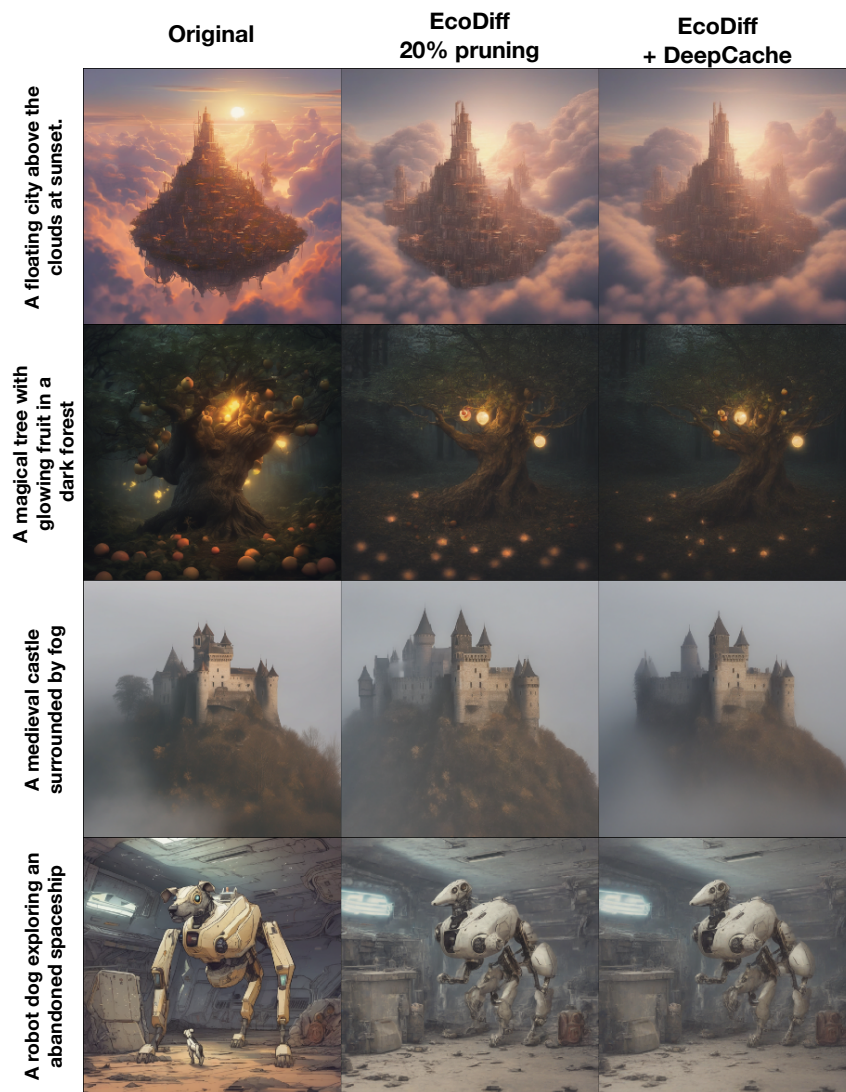 Original
EcoDiff
20% pruning
EcoDiff
+ DeepCache
A floating city above the
clouds at sunset.
A magical tree with
glowing fruit in a
dark forest
A medieval castle
surrounded by fog
A robot dog exploring an
abandoned spaceship